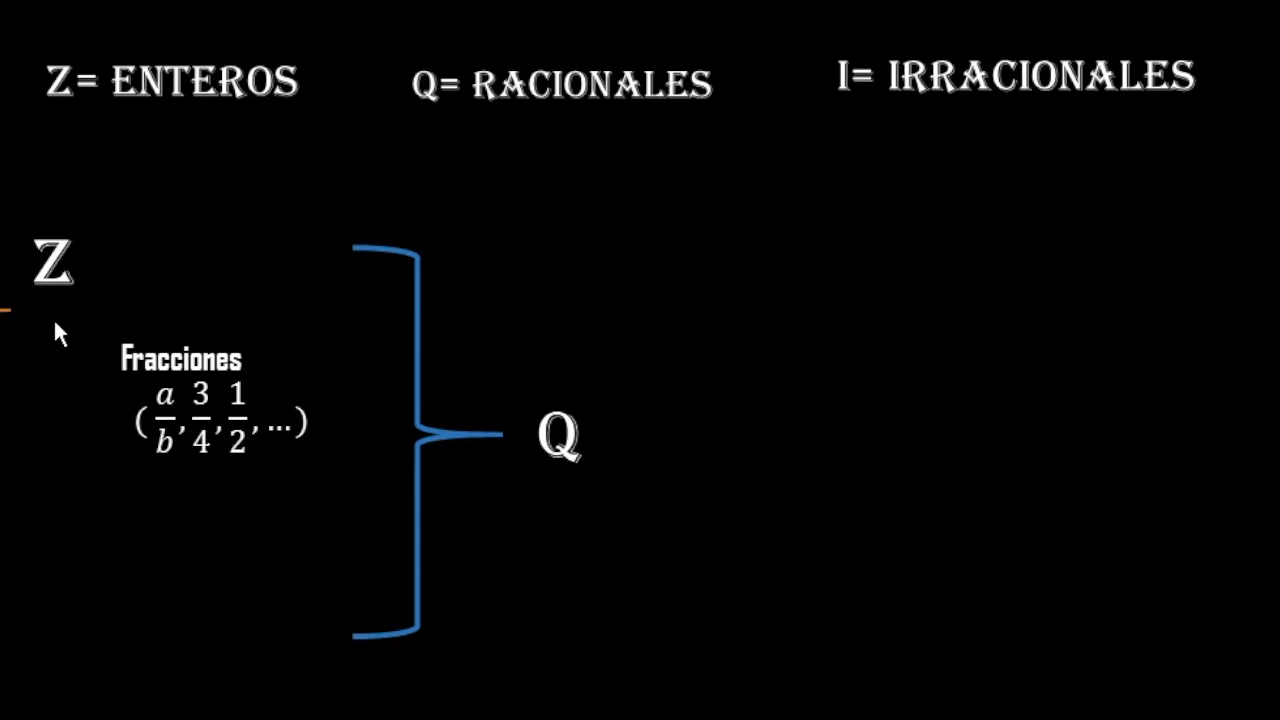 Z= ENTEROS
Q= RACIONALES
I= IRRACIONALES
Z
Fracciones
(a/b, 3/4, 1/2, ...)
Q